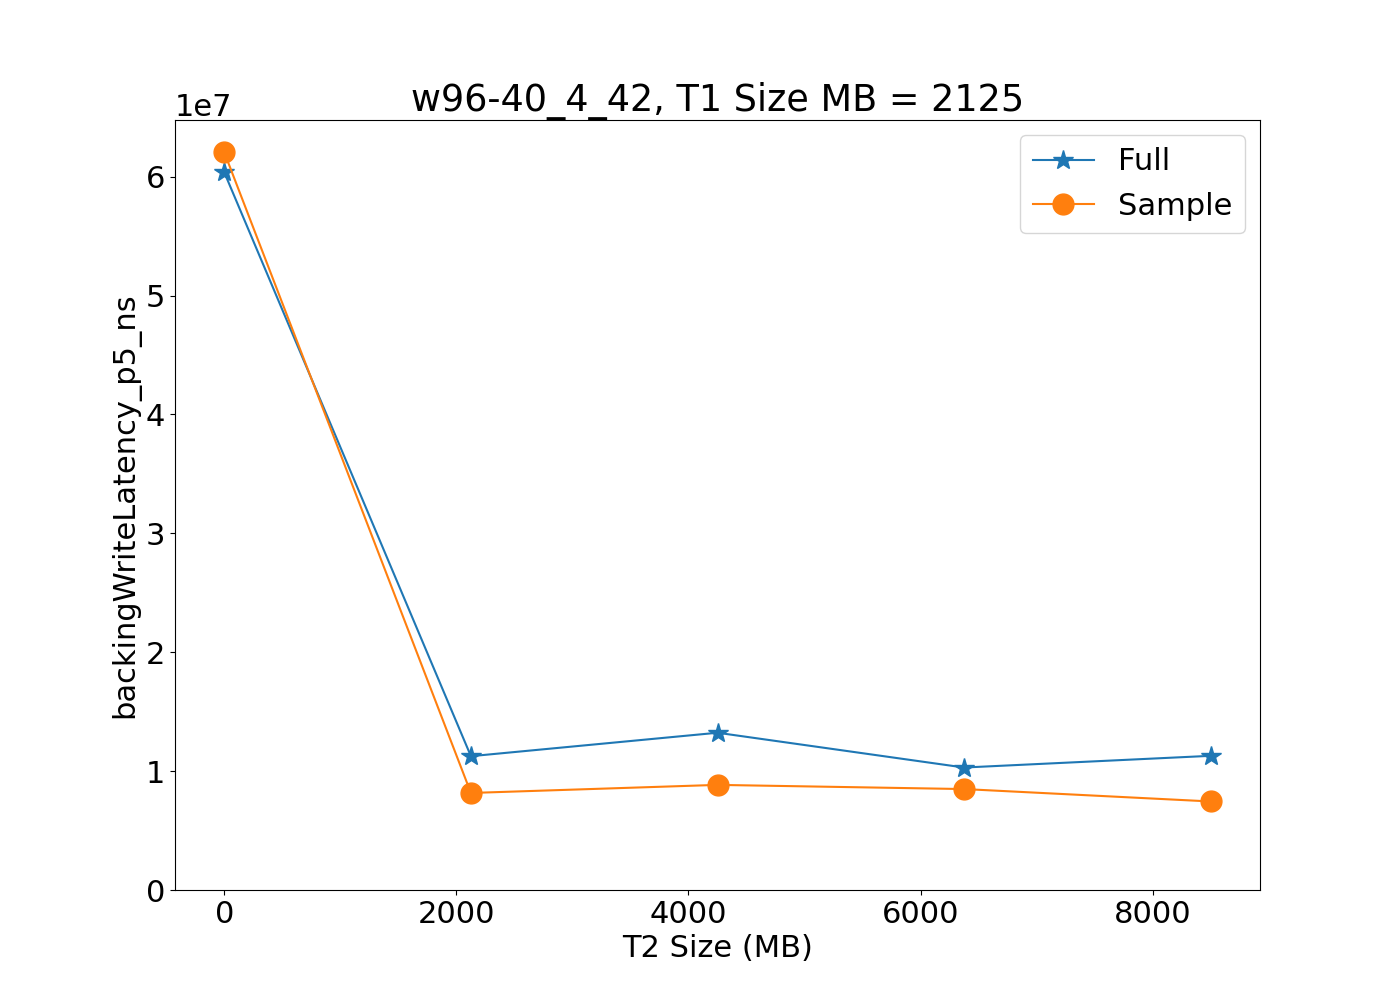 w96-40_4_42, T1 Size MB = 2125
1e7
Full
Sample
6
5
4
3
2
1
0
backingWriteLatency_p5_ns
0 2000 4000 6000 8000
T2 Size (MB)